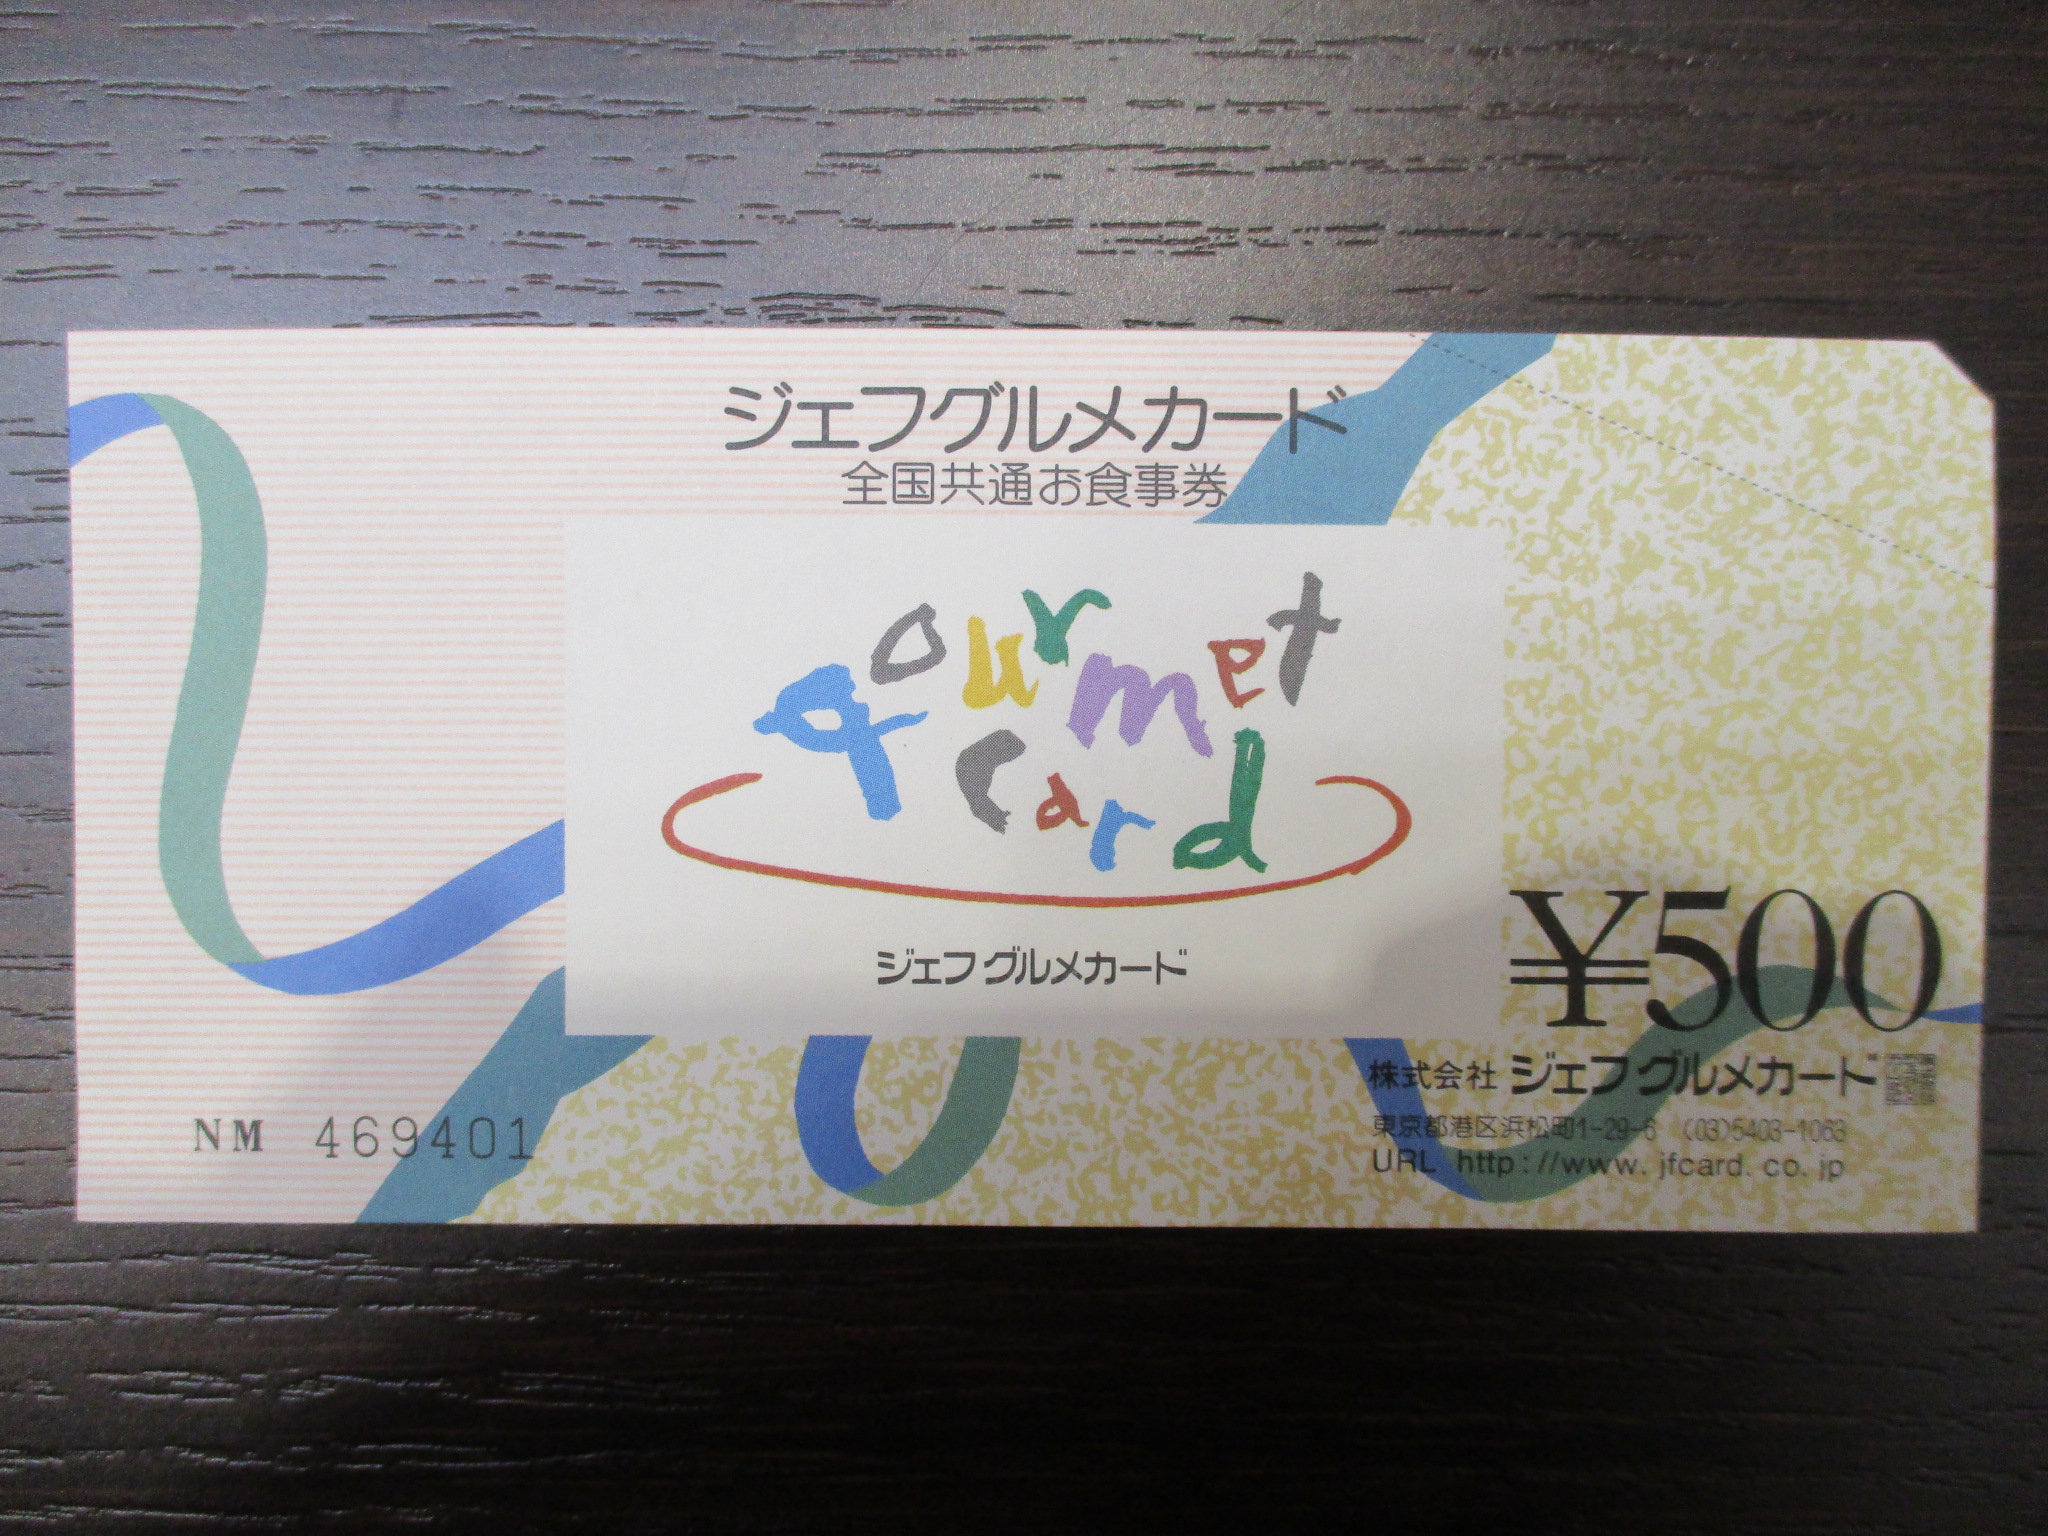 ジェフグルメカード
全国共通お食事券
gourmet
card
ジェフグルメカード
¥500
株式会社 ジェフグルメカード
東京都港区浜松町1-29-6 (03)5403-1063
URL http://www.jfcard.co.jp
NM 469401